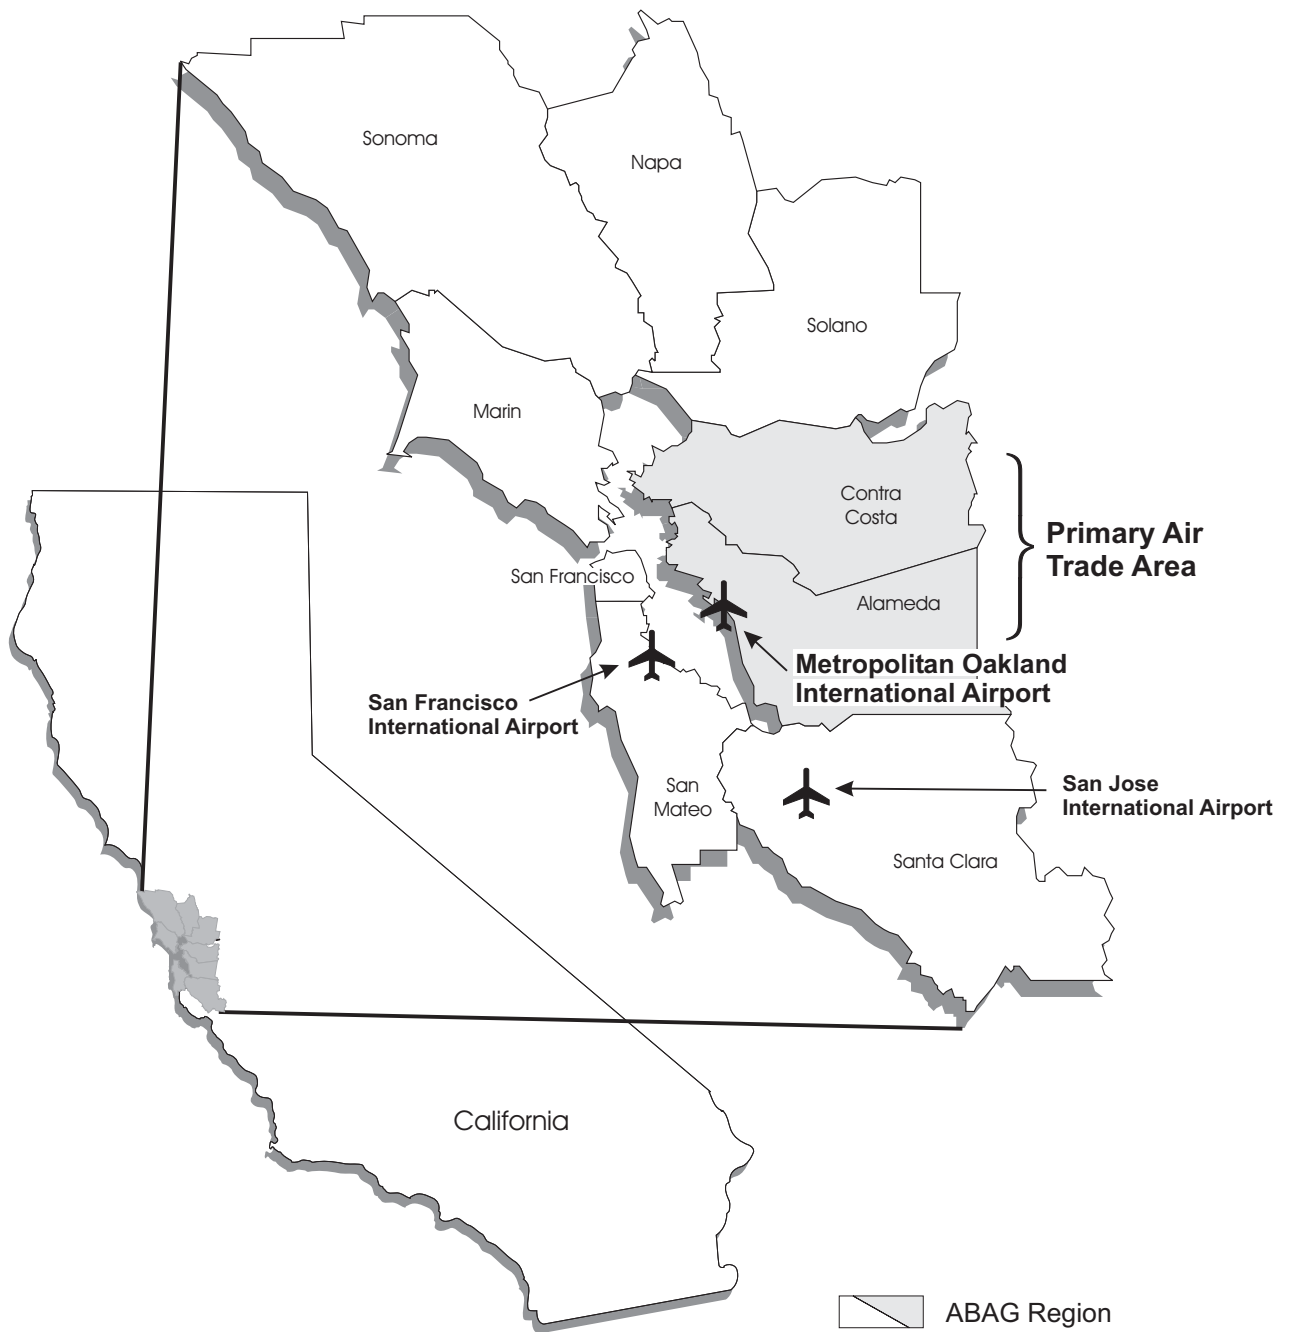 Sonoma
Napa
Solano
Marin
Contra
Costa
Primary Air
Trade Area
San Francisco
Alameda
Metropolitan Oakland
International Airport
San Francisco
International Airport
San
Mateo
San Jose
International Airport
Santa Clara
California
ABAG Region